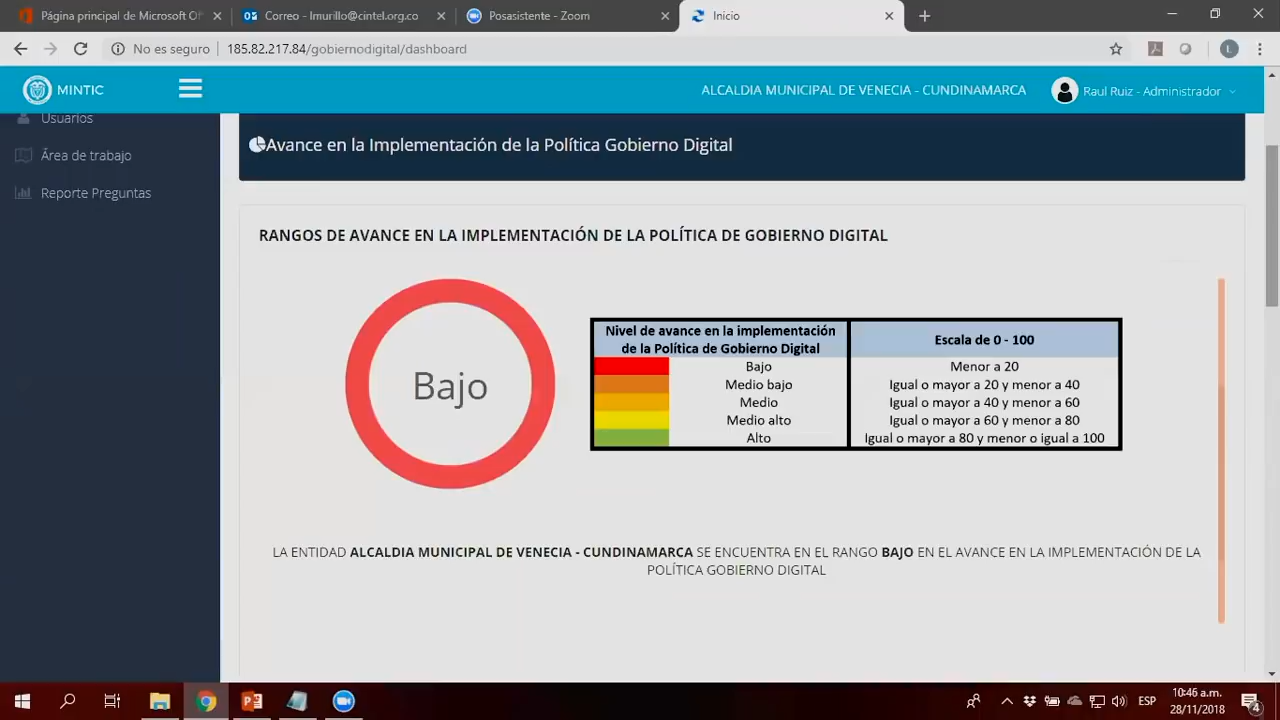 Página principal de Microsoft Of
Correo - lmurillo@cintel.org.co
Posasistente - Zoom
Inicio
No es seguro
185.82.217.84/gobiernodigital/dashboard
L
MINTIC
ALCALDIA MUNICIPAL DE VENECIA - CUNDINAMARCA
Raul Ruiz - Administrador
Usuarios
Área de trabajo
Reporte Preguntas
Avance en la Implementación de la Política Gobierno Digital
RANGOS DE AVANCE EN LA IMPLEMENTACIÓN DE LA POLÍTICA DE GOBIERNO DIGITAL
Bajo
Nivel de avance en la implementación
de la Política de Gobierno Digital
Escala de 0 - 100
Bajo Menor a 20
Medio bajo Igual o mayor a 20 y menor a 40
Medio Igual o mayor a 40 y menor a 60
Medio alto Igual o mayor a 60 y menor a 80
Alto Igual o mayor a 80 y menor o igual a 100
LA ENTIDAD ALCALDIA MUNICIPAL DE VENECIA - CUNDINAMARCA SE ENCUENTRA EN EL RANGO BAJO EN EL AVANCE EN LA IMPLEMENTACIÓN DE LA
POLÍTICA GOBIERNO DIGITAL
ESP
10:46 a.m.
28/11/2018
4